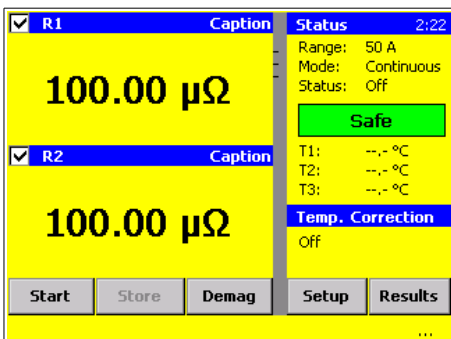 R1 Caption
100.00 µΩ
R2 Caption
100.00 µΩ
Status 2:22
Range: 50 A
Mode: Continuous
Status: Off
Safe
T1: --.- °C
T2: --.- °C
T3: --.- °C
Temp. Correction
Off
Start Store Demag Setup Results
...